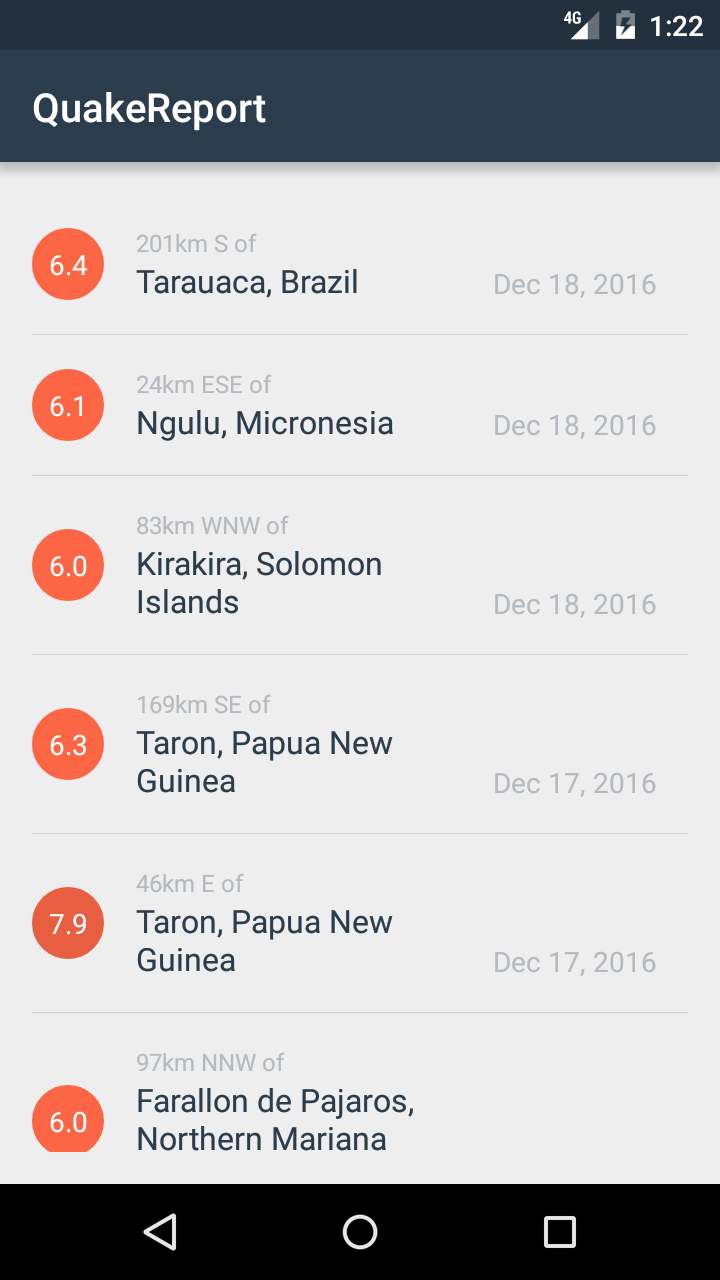 4G 1:22
QuakeReport
201km S of
6.4
Tarauaca, Brazil
Dec 18, 2016
24km ESE of
6.1
Ngulu, Micronesia
Dec 18, 2016
83km WNW of
6.0
Kirakira, Solomon
Islands
Dec 18, 2016
169km SE of
6.3
Taron, Papua New
Guinea
Dec 17, 2016
46km E of
7.9
Taron, Papua New
Guinea
Dec 17, 2016
97km NNW of
6.0
Farallon de Pajaros,
Northern Mariana